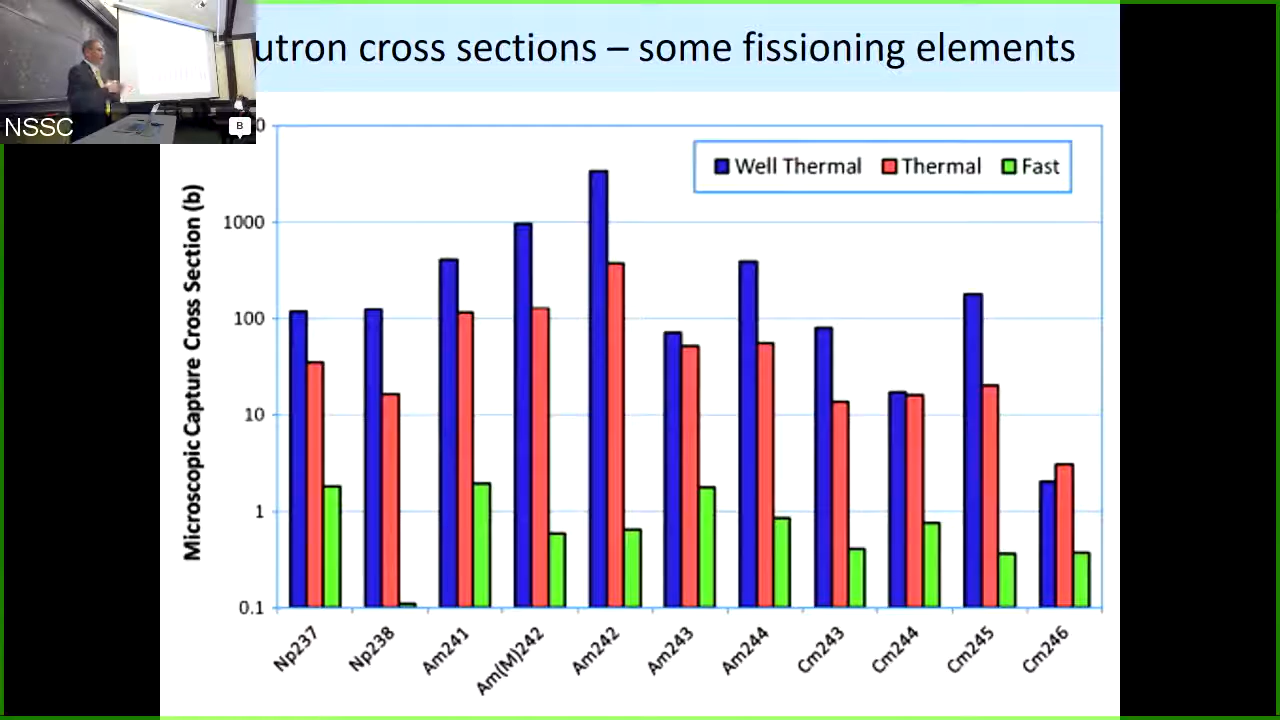 utron cross sections – some fissioning elements
NSSC
B
0
Well Thermal Thermal Fast
Microscopic Capture Cross Section (b)
1000
100
10
1
0.1
Np237 Np238 Am241 Am(M)242 Am242 Am243 Am244 Cm243 Cm244 Cm245 Cm246